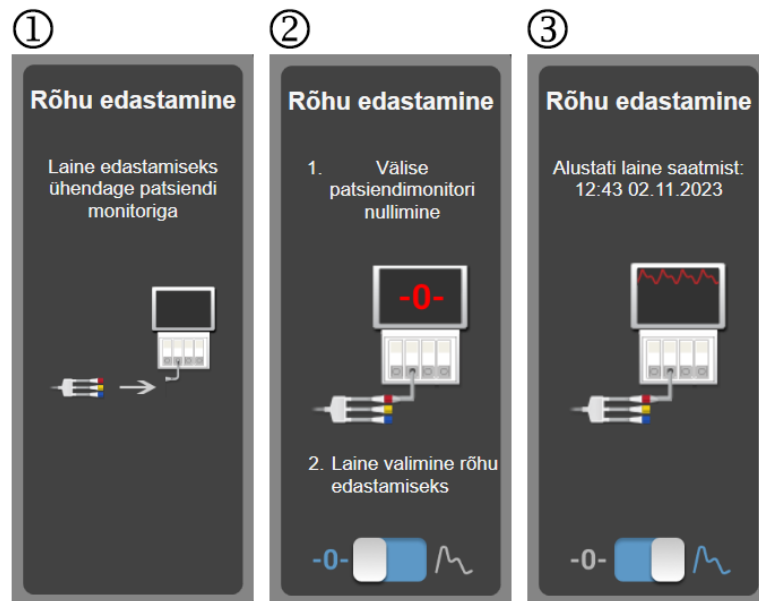 ①
②
③
Rõhu edastamine
Laine edastamiseks
ühendage patsiendi
monitoriga
Rõhu edastamine
1. Välise
patsiendimonitori
nullimine
-0-
2. Laine valimine rõhu
edastamiseks
-0-
Rõhu edastamine
Alustati laine saatmist:
12:43 02.11.2023
-0-